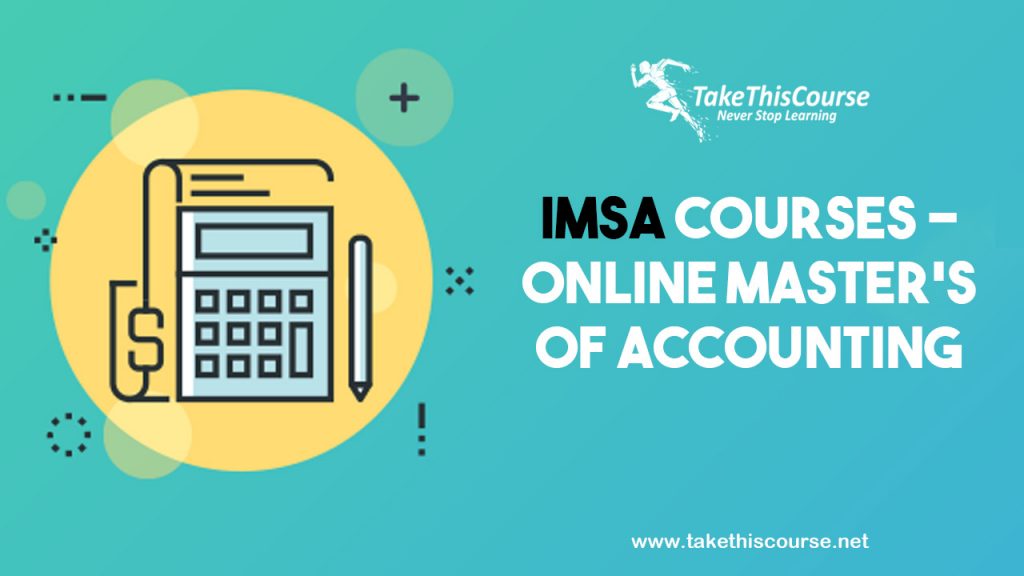 TakeThisCourse
Never Stop Learning
IMSA COURSES –
ONLINE MASTER'S
OF ACCOUNTING
$
www.takethiscourse.net